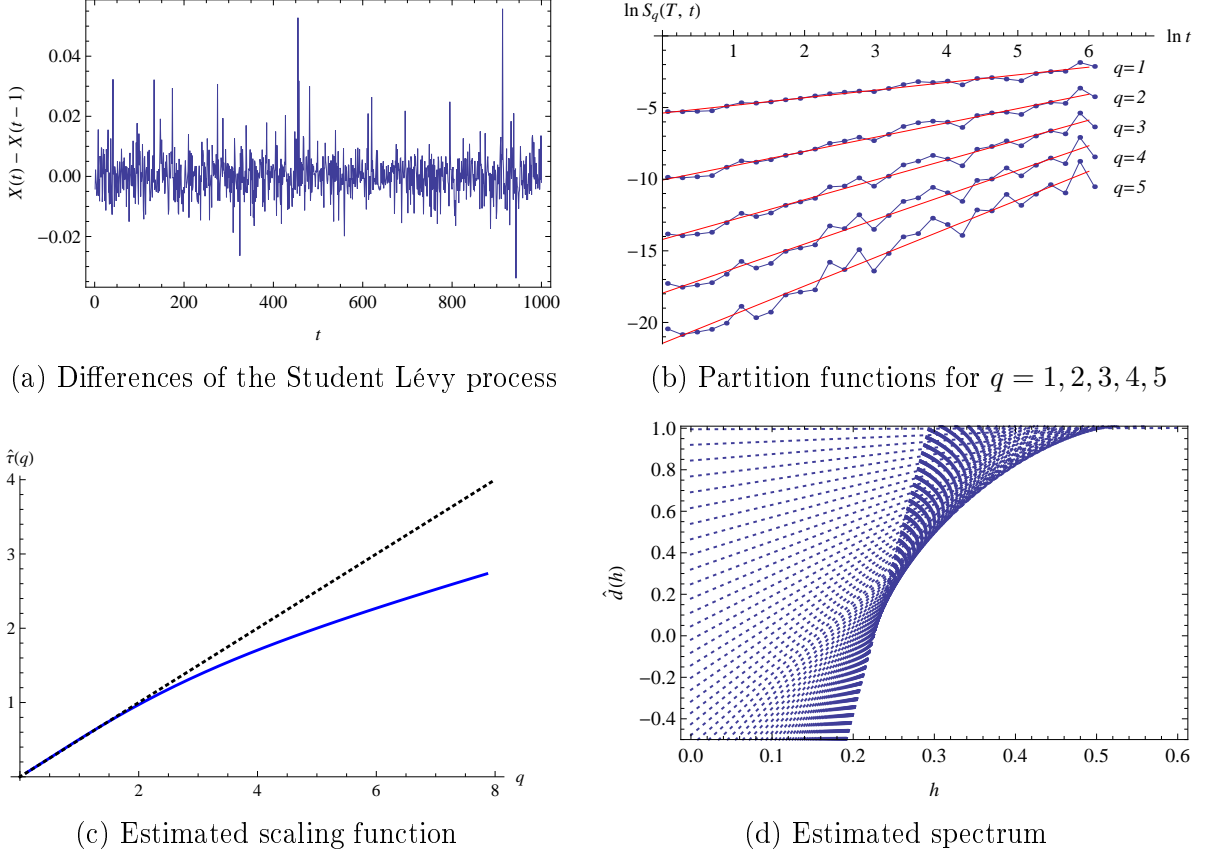 X(t) − X(t − 1)
0.04
0.02
0.00
−0.02
0 200 400 600 800 1000
t
(a) Differences of the Student Lévy process
ln S_q(T, t)
ln t
1 2 3 4 5 6
−5
−10
−15
−20
q=1
q=2
q=3
q=4
q=5
(b) Partition functions for q = 1, 2, 3, 4, 5
τ̂(q)
4
3
2
1
2 4 6 8
q
(c) Estimated scaling function
d̂(h)
1.0
0.8
0.6
0.4
0.2
0.0
−0.4
0.0 0.1 0.2 0.3 0.4 0.5 0.6
h
(d) Estimated spectrum